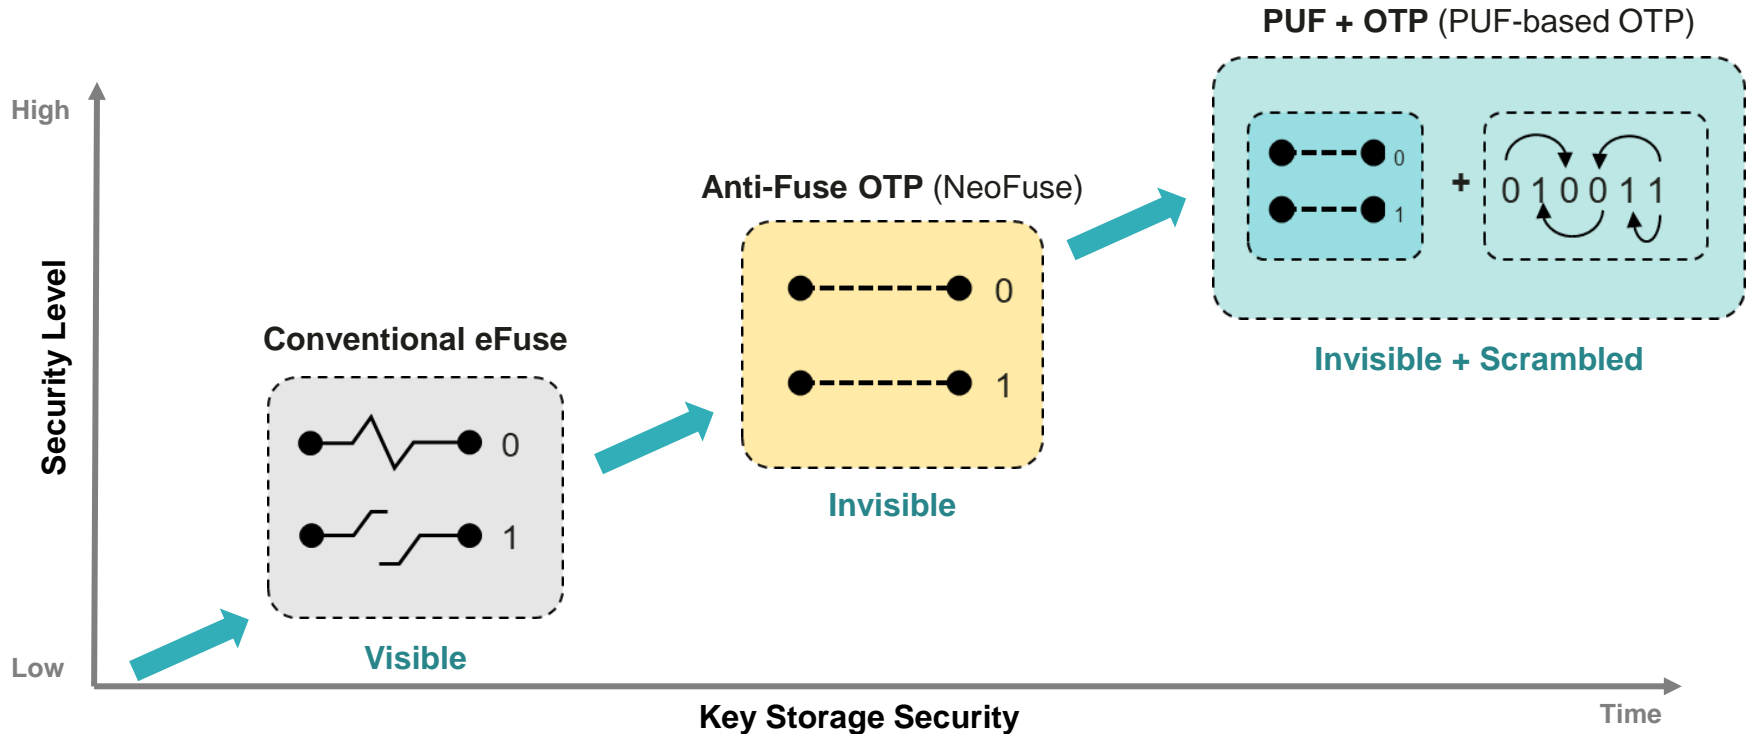 PUF + OTP (PUF-based OTP)
High
0
1
+
0 1 0 0 1 1
Anti-Fuse OTP (NeoFuse)
0
1
Invisible + Scrambled
Security Level
Conventional eFuse
0
1
Invisible
Visible
Low
Key Storage Security
Time